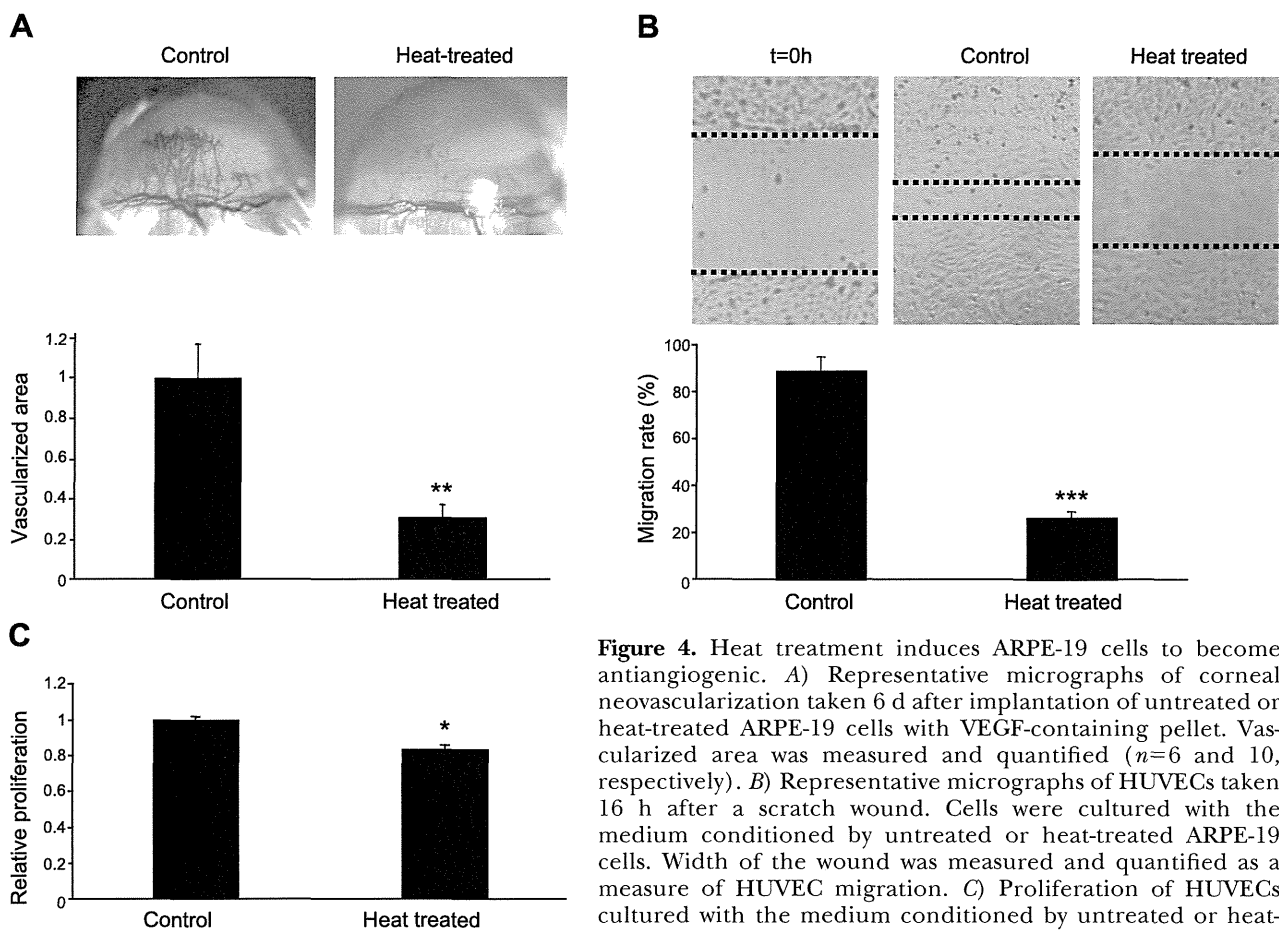 A
Control
Heat-treated
1.2
1
0.8
0.6
0.4
0.2
0
Vascularized area
**
Control
Heat treated
B
t=0h
Control
Heat treated
100
80
60
40
20
0
Migration rate (%)
***
Control
Heat treated
C
1.2
1
0.8
0.6
0.4
0.2
0
Relative proliferation
*
Control
Heat treated
Figure 4. Heat treatment induces ARPE-19 cells to become
antiangiogenic. A) Representative micrographs of corneal
neovascularization taken 6 d after implantation of untreated or
heat-treated ARPE-19 cells with VEGF-containing pellet. Vas-
cularized area was measured and quantified (n=6 and 10,
respectively). B) Representative micrographs of HUVECs taken
16 h after a scratch wound. Cells were cultured with the
medium conditioned by untreated or heat-treated ARPE-19
cells. Width of the wound was measured and quantified as a
measure of HUVEC migration. C) Proliferation of HUVECs
cultured with the medium conditioned by untreated or heat-